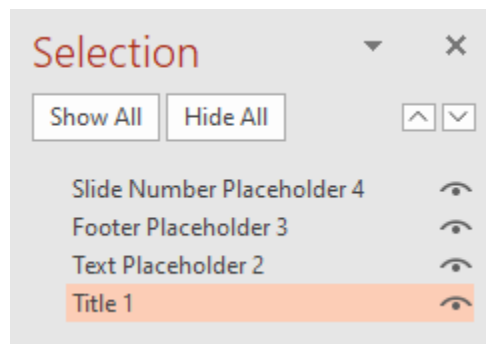 Selection
Show All Hide All
Slide Number Placeholder 4
Footer Placeholder 3
Text Placeholder 2
Title 1